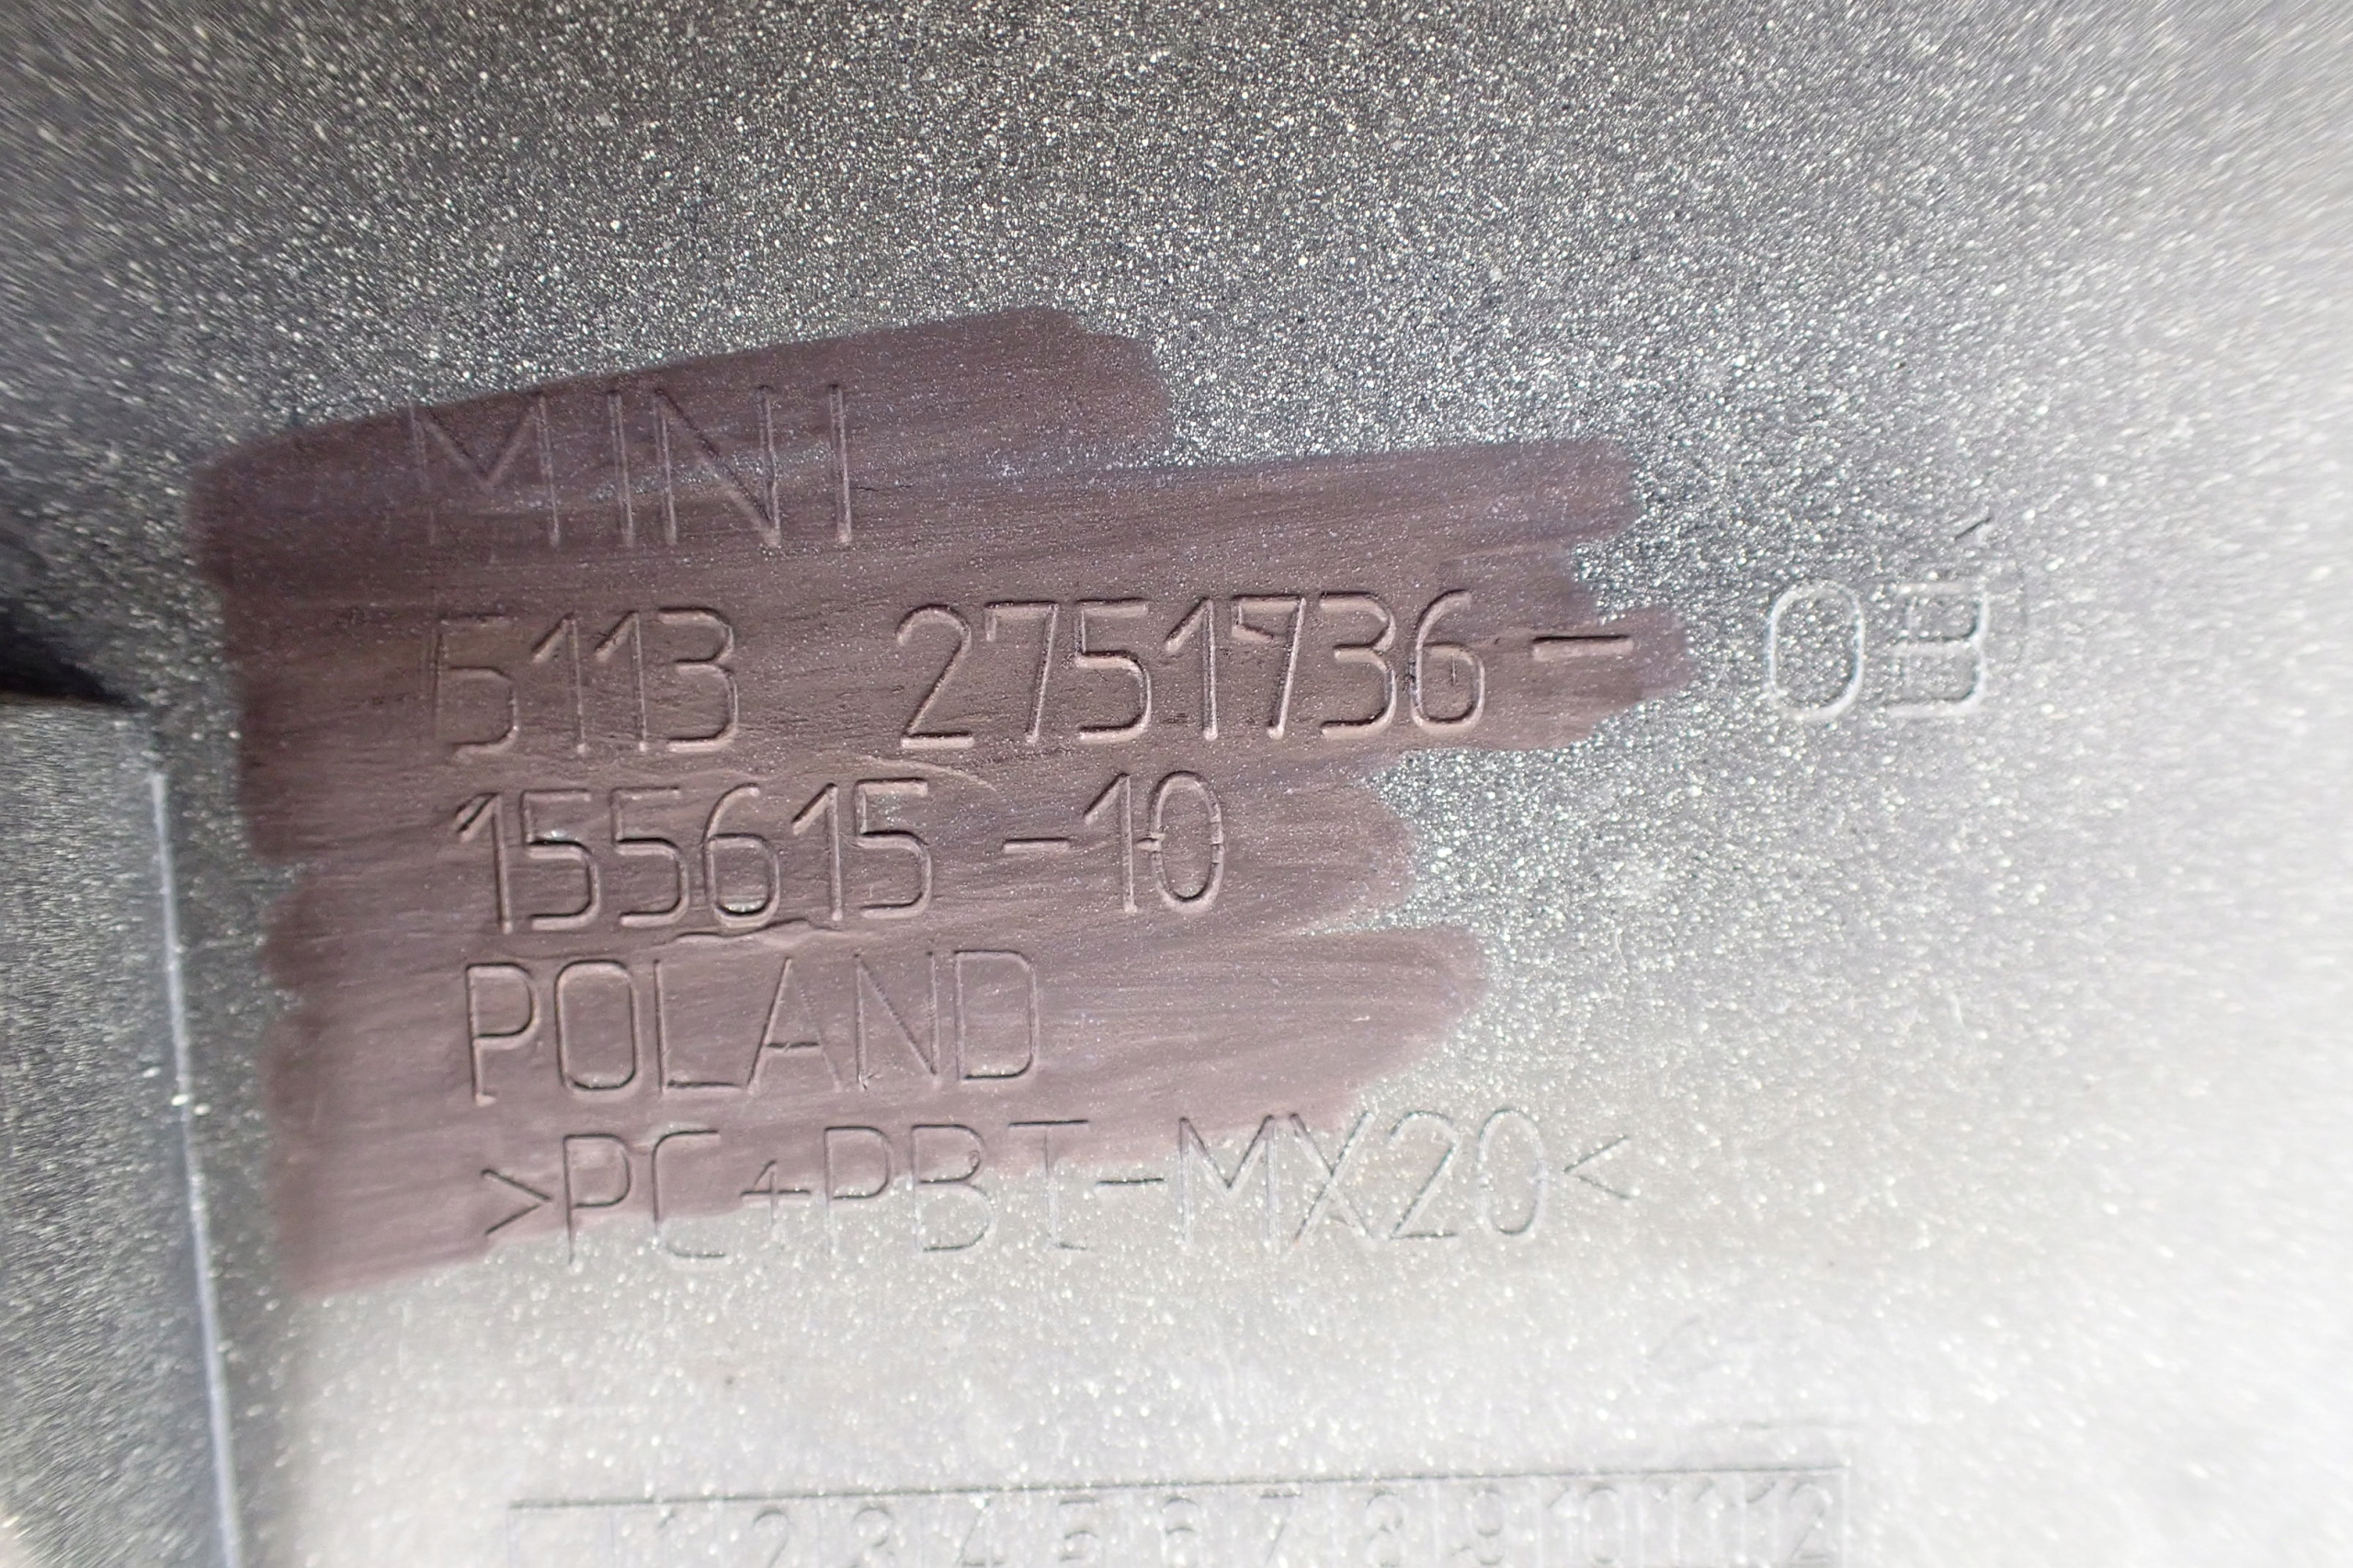 MINI
5113 2751736- 0
155615-10
POLAND
>PC+PBT-MX20<
1 2 3 4 5 6 7 8 9 10 11 12